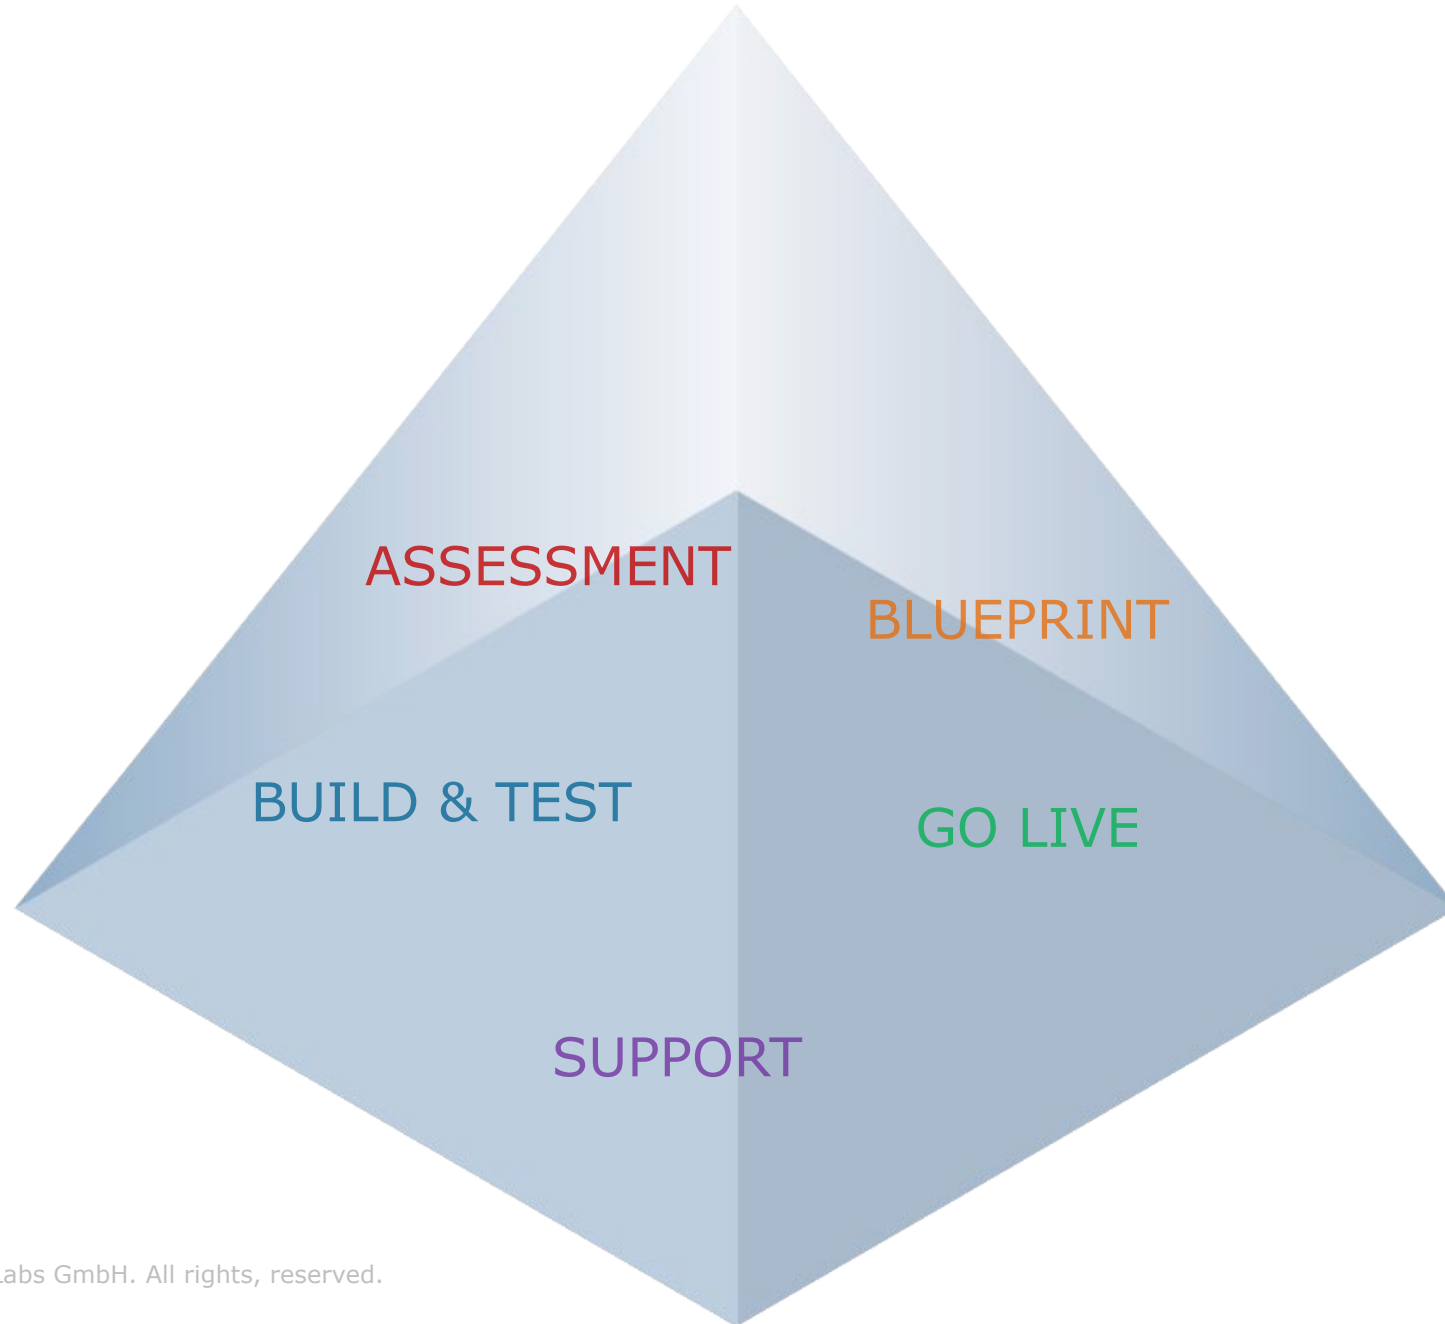 ASSESSMENT
BLUEPRINT
BUILD & TEST
GO LIVE
SUPPORT
Labs GmbH. All rights, reserved.